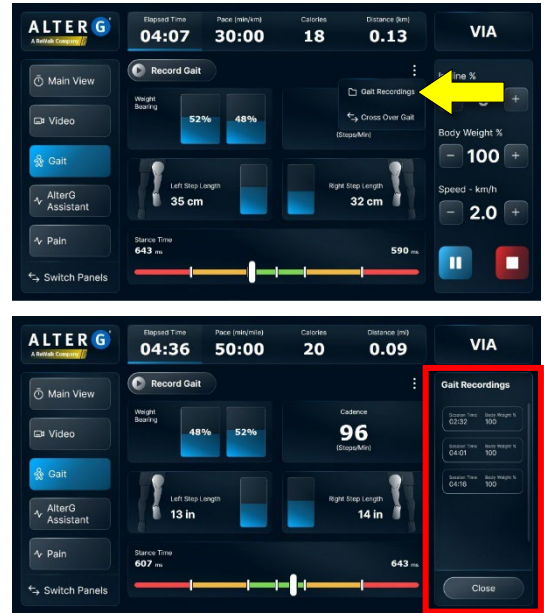 ALTER G
A ReWalk Company
Elapsed Time
04:07
Pace (min/km)
30:00
Calories
18
Distance (km)
0.13
VIA
Main View
Video
Gait
AlterG
Assistant
Pain
Switch Panels
Record Gait
Gait Recordings
Cross Over Gait
Weight
Bearing
52%
48%
(Steps/Min)
Left Step Length
35 cm
Right Step Length
32 cm
Stance Time
643 ms
590 ms
%
+
Body Weight %
- 100 +
Speed - km/h
- 2.0 +
ALTER G
A ReWalk Company
Elapsed Time
04:36
Pace (min/mile)
50:00
Calories
20
Distance (mi)
0.09
VIA
Main View
Video
Gait
AlterG
Assistant
Pain
Switch Panels
Record Gait
Weight
Bearing
48%
52%
Cadence
96
(Steps/Min)
Left Step Length
13 in
Right Step Length
14 in
Stance Time
607 ms
643 ms
Gait Recordings
Session Time Body Weight %
02:32 100
Session Time Body Weight %
04:01 100
Session Time Body Weight %
04:16 100
Close